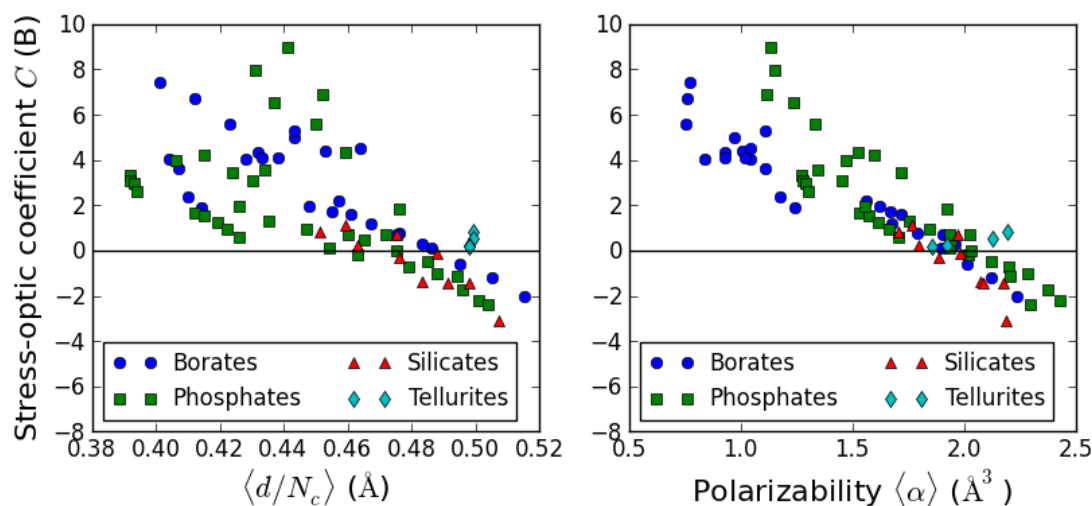 Stress-optic coefficient C (B)
10
8
6
4
2
0
−2
−4
−6
−8
Borates
Phosphates
Silicates
Tellurites
0.38 0.40 0.42 0.44 0.46 0.48 0.50 0.52
⟨d/N_c⟩ (Å)
10
8
6
4
2
0
−2
−4
−6
−8
Borates
Phosphates
Silicates
Tellurites
0.5 1.0 1.5 2.0 2.5
Polarizability ⟨α⟩ (Å³ )